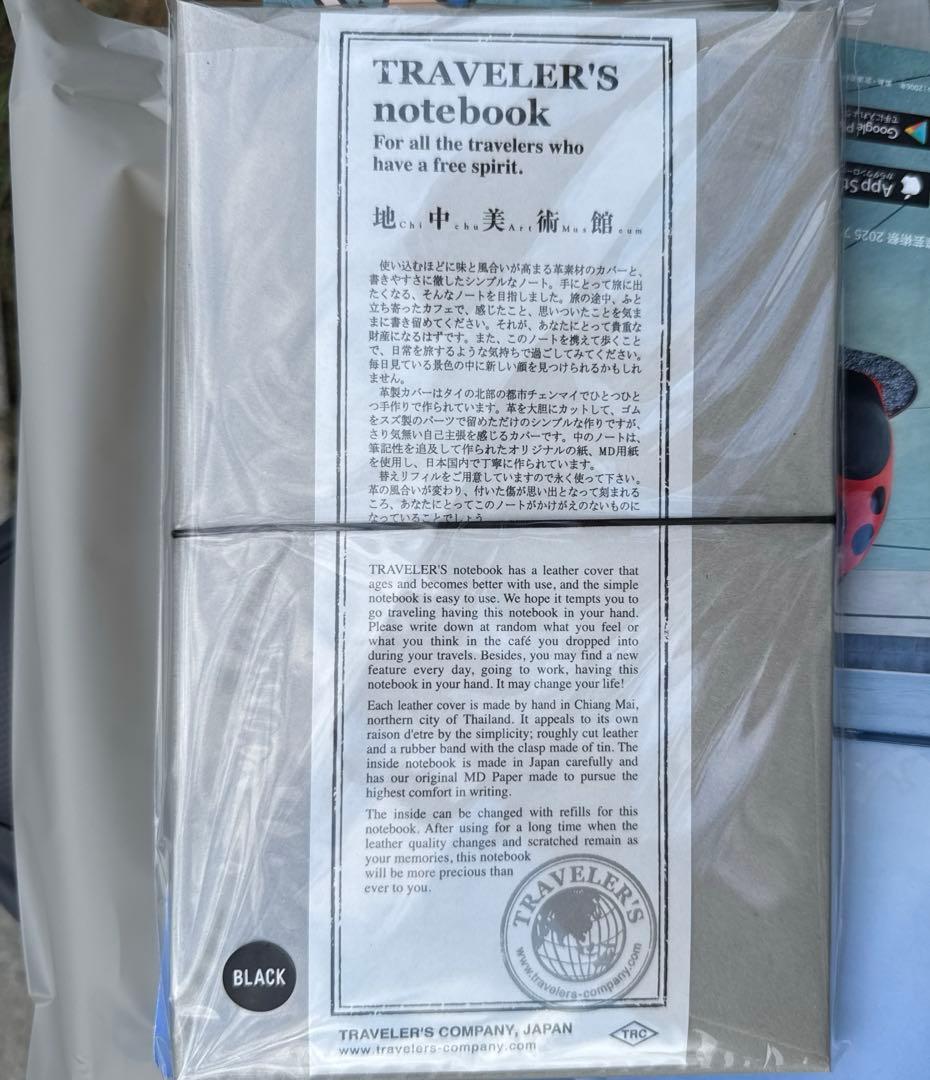 TRAVELER'S
notebook
For all the travelers who
have a free spirit.
地Chi中chu美Art術Mus館eum
使い込むほどに味と風合いが高まる革素材のカバーと、
書きやすさに徹したシンプルなノート。手にとって旅に出
たくなる、そんなノートを目指しました。旅の途中、ふと
立ち寄ったカフェで、感じたこと、思いついたことを気ま
まに書き留めてください。それが、あなたにとって貴重な
財産になるはずです。また、このノートを携えて歩くこと
で、日常を旅するような気持ちで過ごしてみてください。
毎日見ている景色の中に新しい顔を見つけられるかもしれ
ません。
革製カバーはタイの北部の都市チェンマイでひとつひと
つ手作りで作られています。革を大胆にカットして、ゴム
をスズ製のパーツで留めただけのシンプルな作りですが、
さり気無い自己主張を感じるカバーです。中のノートは、
筆記性を追及して作られたオリジナルの紙、MD用紙
を使用し、日本国内で丁寧に作られています。
替えリフィルをご用意していますので永く使って下さい。
革の風合いが変わり、付いた傷が思い出となって刻まれる
ころ、あなたにとってこのノートがかけがえのないものに
なっていることでしょう
TRAVELER'S notebook has a leather cover that
ages and becomes better with use, and the simple
notebook is easy to use. We hope it tempts you to
go traveling having this notebook in your hand.
Please write down at random what you feel or
what you think in the café you dropped into
during your travels. Besides, you may find a new
feature every day, going to work, having this
notebook in your hand. It may change your life!
Each leather cover is made by hand in Chiang Mai,
northern city of Thailand. It appeals to its own
raison d'etre by the simplicity; roughly cut leather
and a rubber band with the clasp made of tin. The
inside notebook is made in Japan carefully and
has our original MD Paper made to pursue the
highest comfort in writing.
The inside can be changed with refills for this
notebook. After using for a long time when the
leather quality changes and scratched remain as
your memories, this notebook
will be more precious than
ever to you.
TRAVELER'S
www.travelers-company.com
BLACK
TRAVELER'S COMPANY, JAPAN
www.travelers-company.com
TRC
Google P
で手に入れよう
App St
からダウンロー
芸術祭 2025